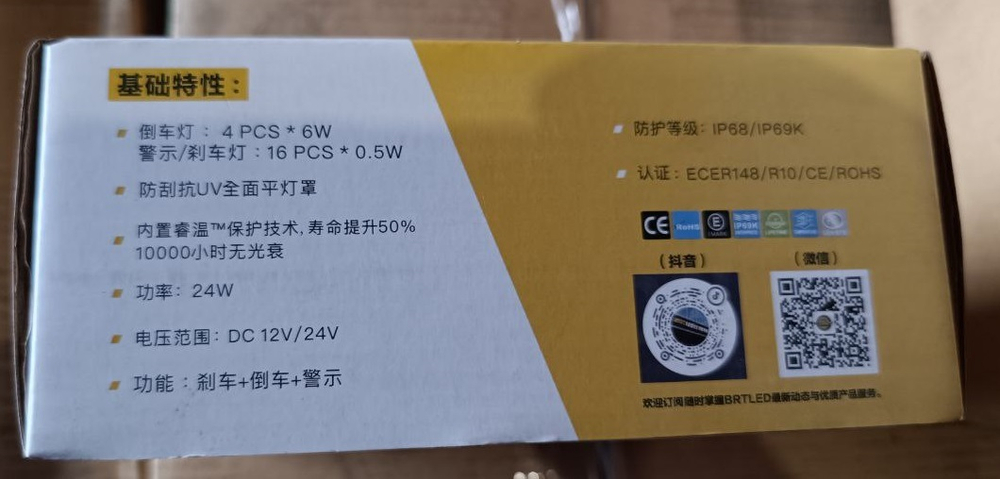 基础特性：
倒车灯： 4 PCS * 6W
警示/刹车灯：16 PCS * 0.5W
防刮抗UV全面平灯罩
内置睿温™保护技术,寿命提升50%
10000小时无光衰
功率: 24W
电压范围: DC 12V/24V
功能：刹车+倒车+警示
防护等级: IP68/IP69K
认证: ECER148/R10/CE/ROHS
CE RoHS E IP69K
（抖音） （微信）
欢迎订阅随时掌握BRTLED最新动态与优质产品服务。